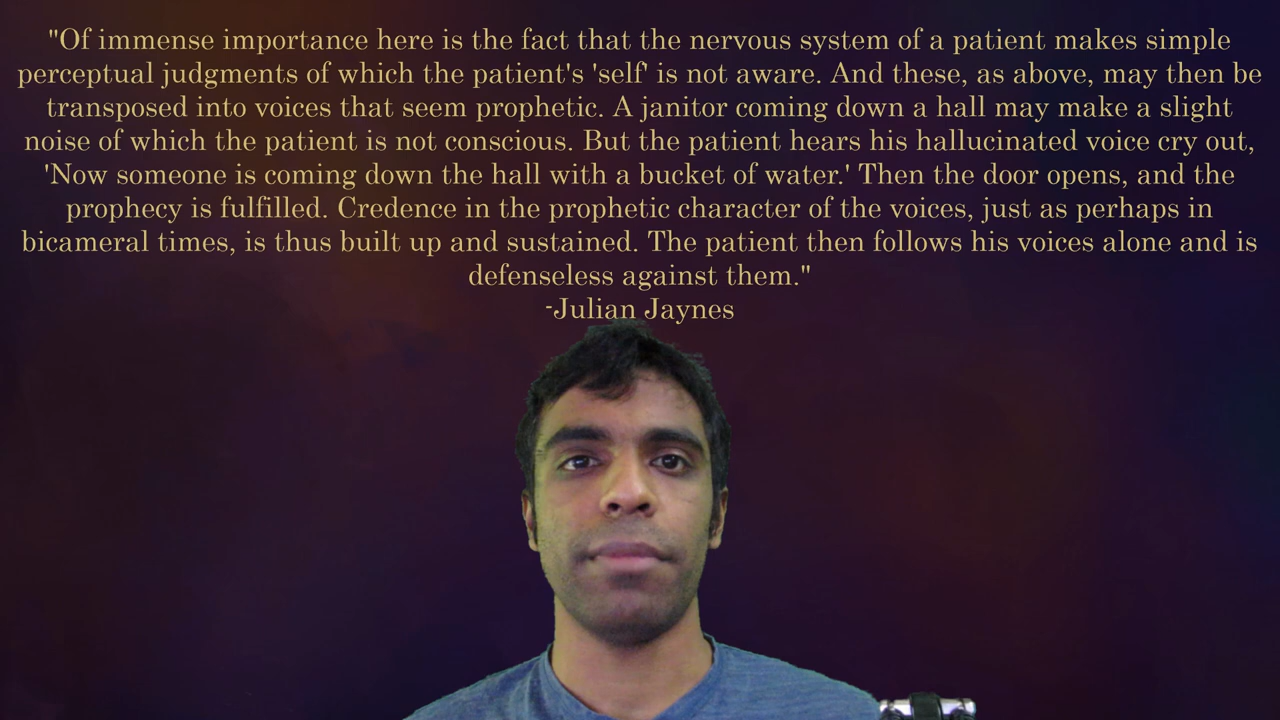 "Of immense importance here is the fact that the nervous system of a patient makes simple
perceptual judgments of which the patient's 'self' is not aware. And these, as above, may then be
transposed into voices that seem prophetic. A janitor coming down a hall may make a slight
noise of which the patient is not conscious. But the patient hears his hallucinated voice cry out,
'Now someone is coming down the hall with a bucket of water.' Then the door opens, and the
prophecy is fulfilled. Credence in the prophetic character of the voices, just as perhaps in
bicameral times, is thus built up and sustained. The patient then follows his voices alone and is
defenseless against them."
-Julian Jaynes